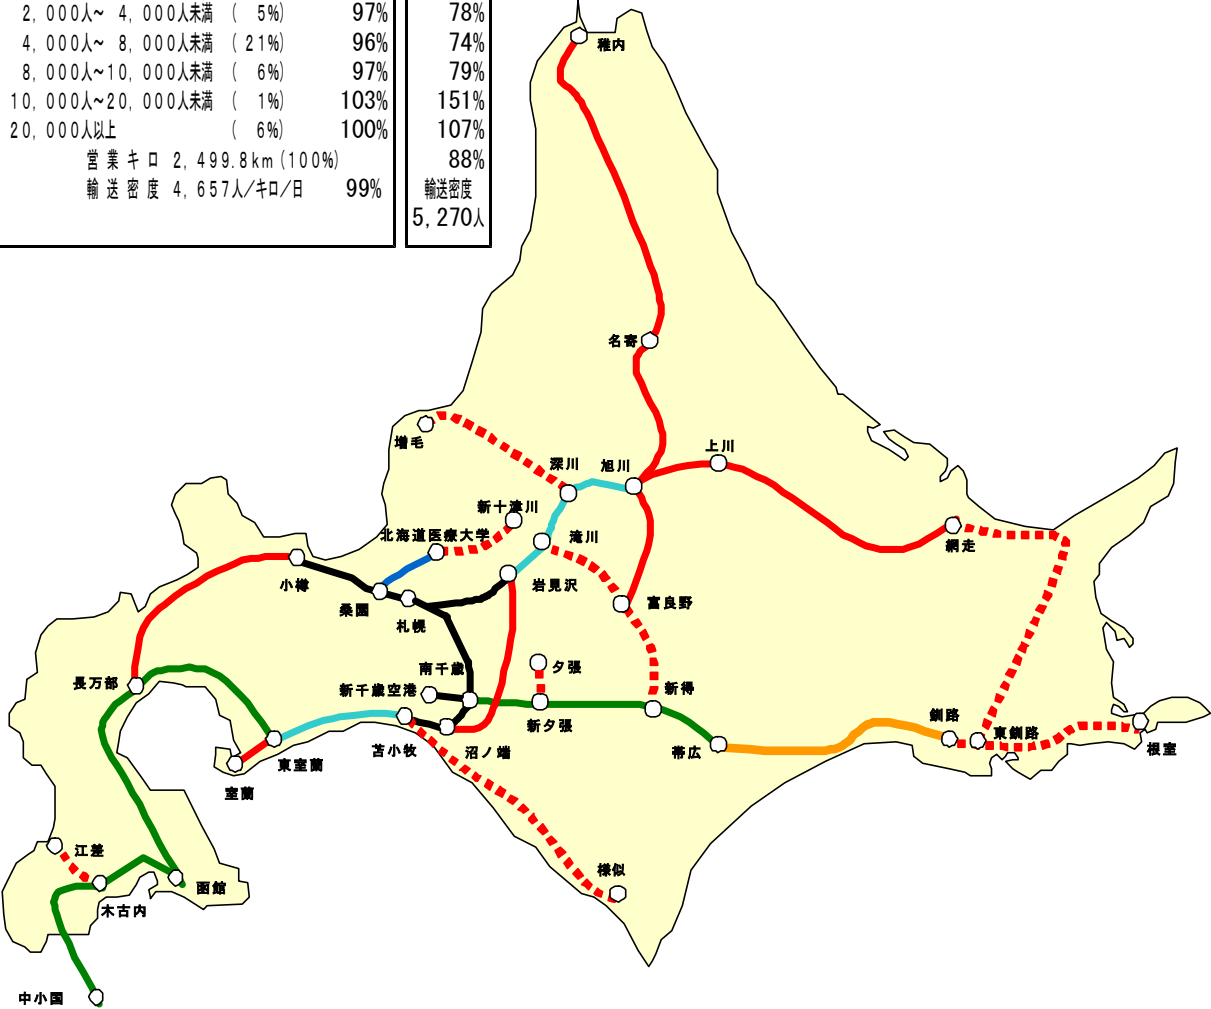 2,000人～ 4,000人未満 ( 5%) 97% 78%
4,000人～ 8,000人未満 (21%) 96% 74%
8,000人～10,000人未満 ( 6%) 97% 79%
10,000人～20,000人未満 ( 1%) 103% 151%
20,000人以上 ( 6%) 100% 107%
営業キロ 2,499.8km(100%) 88%
輸送密度 4,657人／キロ／日 99% 輸送密度
5,270人
稚内
名寄
増毛
深川
旭川
上川
新十津川
北海道医療大学
滝川
網走
小樽
桑園
札幌
岩見沢
富良野
南千歳
夕張
長万部
新千歳空港
新得
新夕張
釧路
東釧路
根室
苫小牧
沼ノ端
帯広
東室蘭
室蘭
江差
様似
函館
木古内
中小国